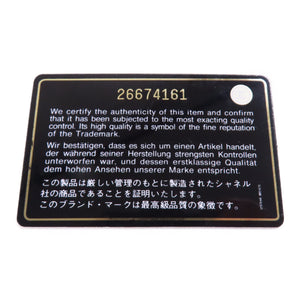 26674161
We certify the authenticity of this item and confirm
that it has been subjected to the most exacting quality
control. Its high quality is a symbol of the fine reputation
of the Trademark.
Wir bestätigen, dass es sich um einen Artikel handelt,
der während seiner Herstellung strengsten Kontrollen
unterworfen war, und dessen erstklassige Qualität
dem hohen Ansehen unserer Marke entspricht.
この製品は厳しい管理のもとに製造されたシャネル
社の商品であることを証明いたします。
このブランド・マークは最高級品質の象徴です。